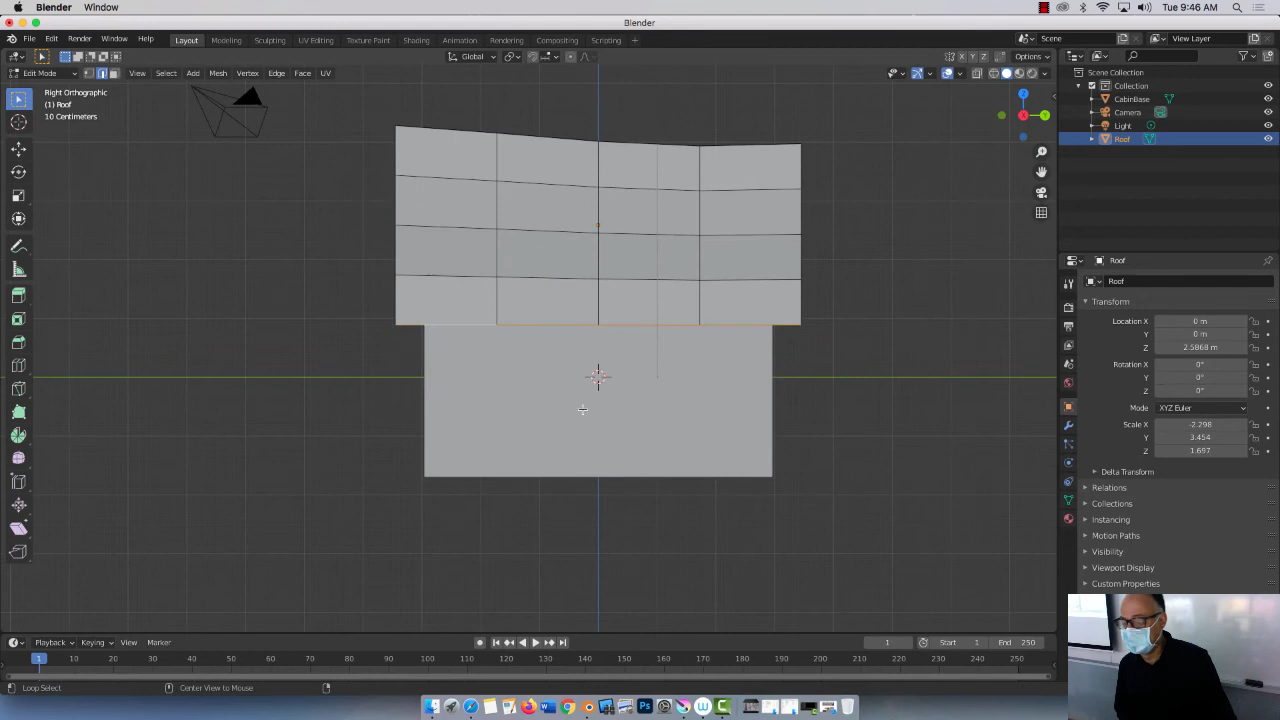 Blender Window
Tue 9:46 AM
Blender
File Edit Render Window Help
Layout Modeling Sculpting UV Editing Texture Paint Shading Animation Rendering Compositing Scripting +
Scene
View Layer
Global
X Y Z Options
Edit Mode
View Select Add Mesh Vertex Edge Face UV
Right Orthographic
(1) Roof
10 Centimeters
Z
Y
X
Scene Collection
Collection
CabinBase
Camera
Light
Roof
Roof
Roof
Transform
Location X 0 m
Y 0 m
Z 2.5868 m
Rotation X 0°
Y 0°
Z 0°
Mode XYZ Euler
Scale X -2.298
Y 3.454
Z 1.697
Delta Transform
Relations
Collections
Instancing
Motion Paths
Visibility
Viewport Display
Custom Properties
Playback Keying View Marker
1 Start 1 End 250
1 10 20 30 40 50 60 70 80 90 100 110 120 130 140 150 160 170 180 190 200 210 220 230 240 250
Loop Select Center View to Mouse